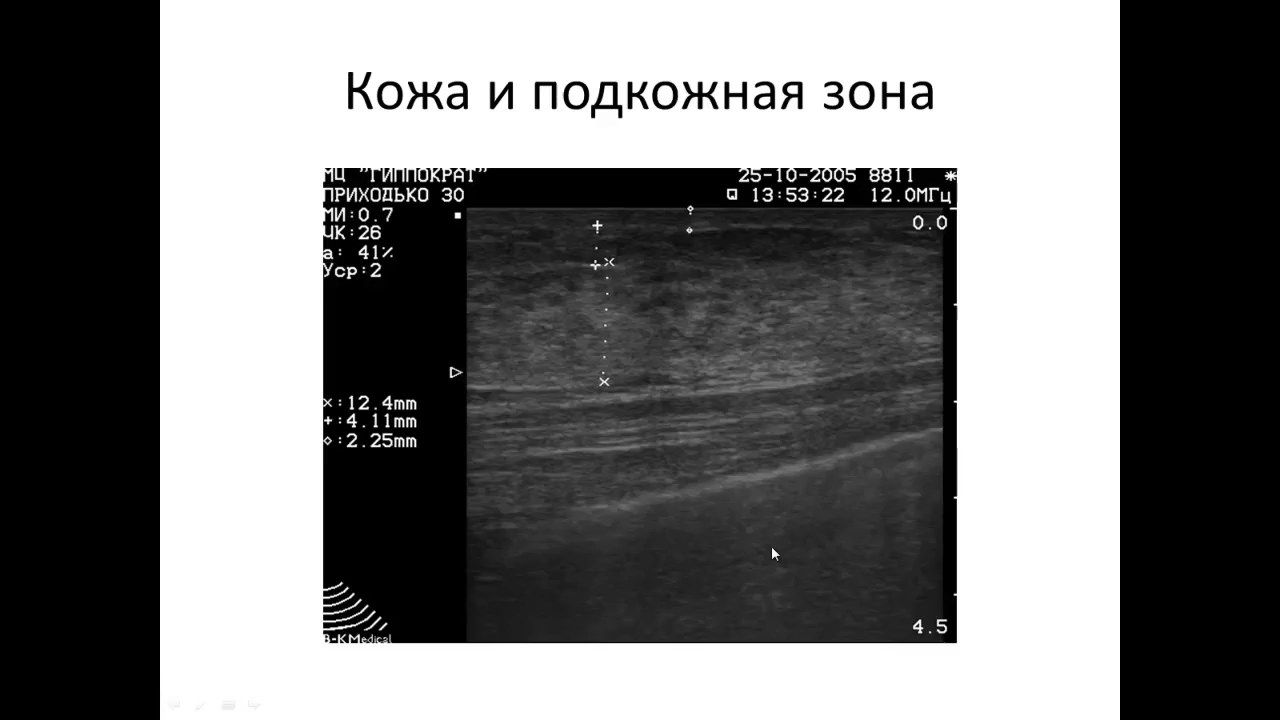 Кожа и подкожная зона
МЦ "ГИППОКРАТ" 25-10-2005 8811 *
ПРИХОДЬКО ЗО 13:53:22 12.0МГц
МИ:0.7
0.0
ЧК:26
а: 41%
Уср:2
×:12.4mm
+:4.11mm
◇:2.25mm
4.5
B-KMedical